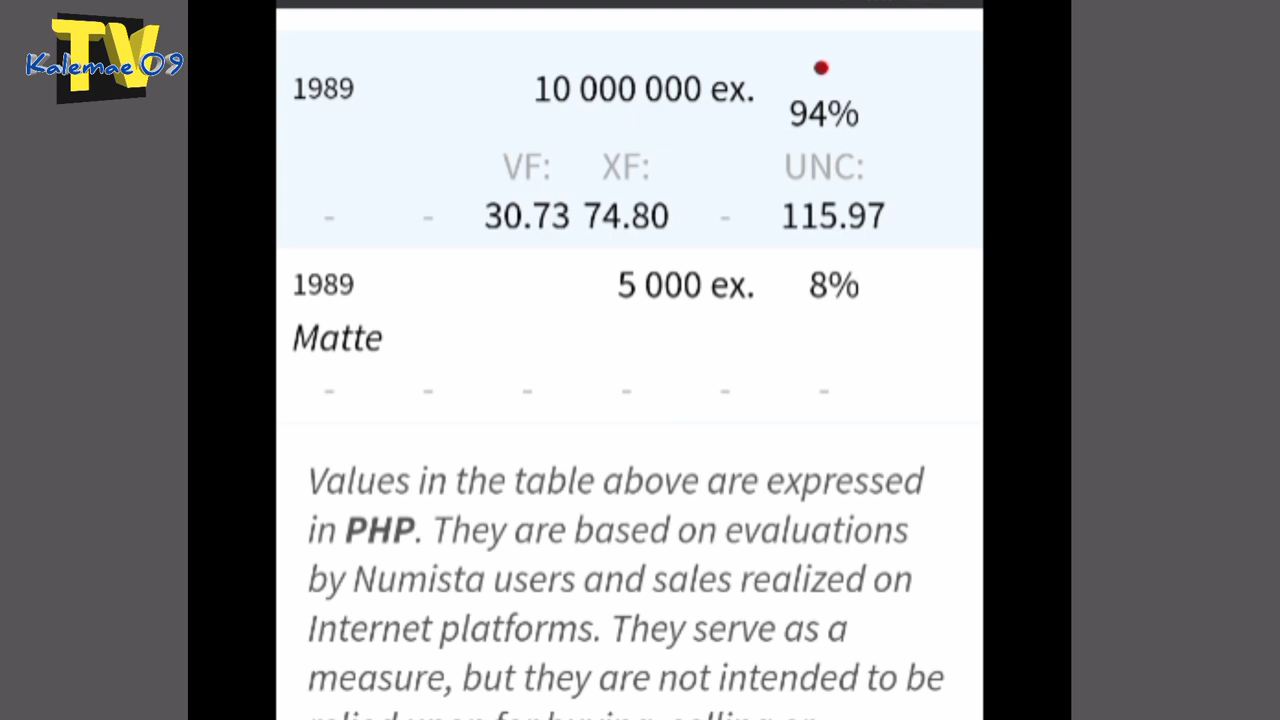 TV
Kalemae 09
1989 10 000 000 ex. 94%
VF: XF: UNC:
- - 30.73 74.80 - 115.97
1989 5 000 ex. 8%
Matte
- - - - - -
Values in the table above are expressed
in PHP. They are based on evaluations
by Numista users and sales realized on
Internet platforms. They serve as a
measure, but they are not intended to be